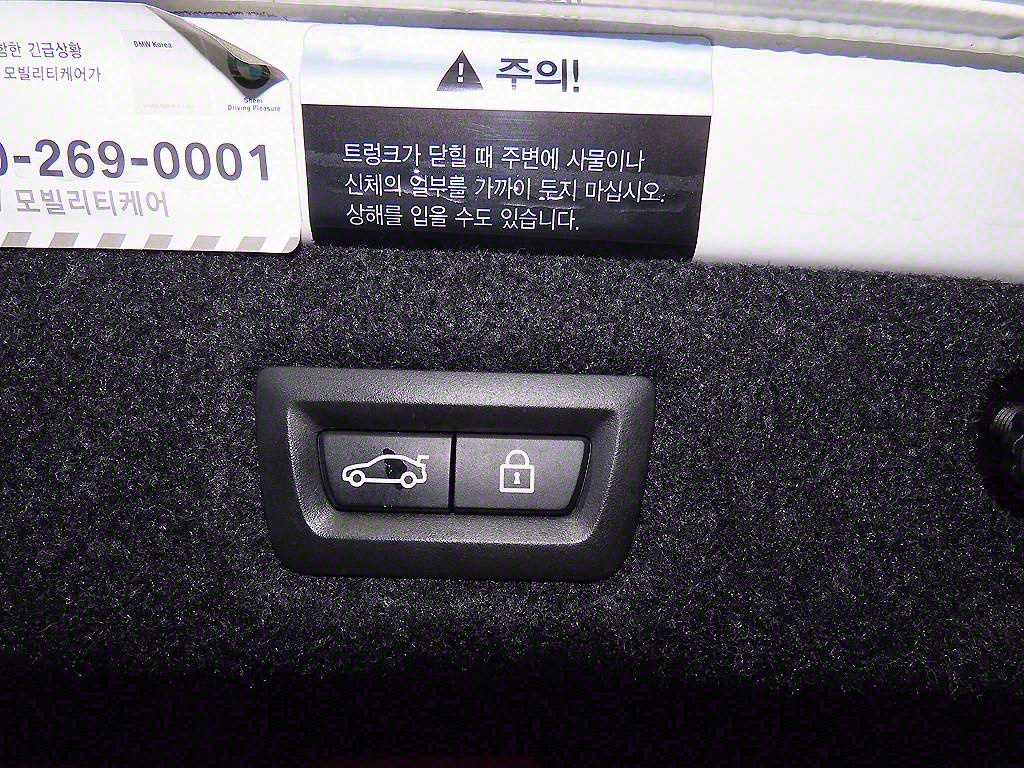 함한 긴급상황
모빌리티케어가
BMW Korea
Sheer
Driving Pleasure
0-269-0001
모빌리티케어
주의!
트렁크가 닫힐 때 주변에 사물이나
신체의 일부를 가까이 두지 마십시오.
상해를 입을 수도 있습니다.